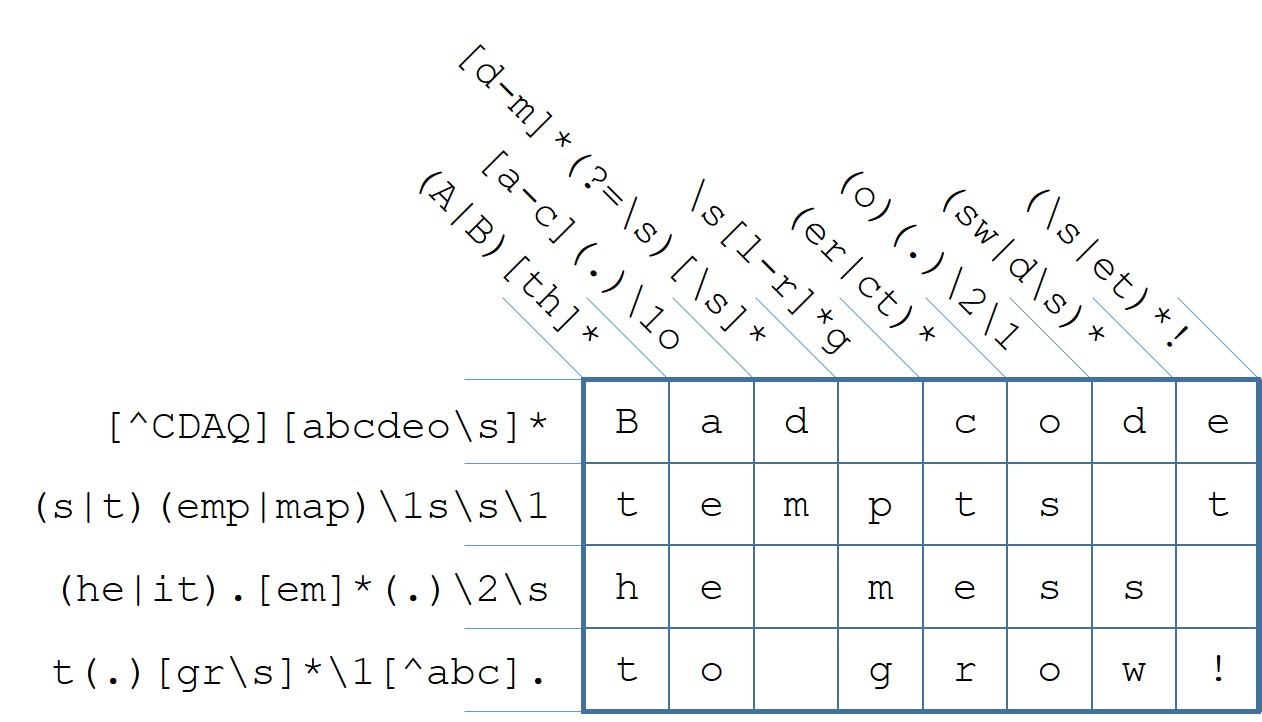 (A|B)[th]*
[a-c](.)\1o
[d-m]*(?=\s)[\s]*
\s[l-r]*g
(er|ct)*
(o)(.)\2\1
(sw|d\s)*
(\s|et)*!
[^CDAQ][abcdeo\s]* B a d c o d e
(s|t)(emp|map)\1s\s\1 t e m p t s t
(he|it).[em]*(.)\2\s h e m e s s
t(.)[gr\s]*\1[^abc]. t o g r o w !